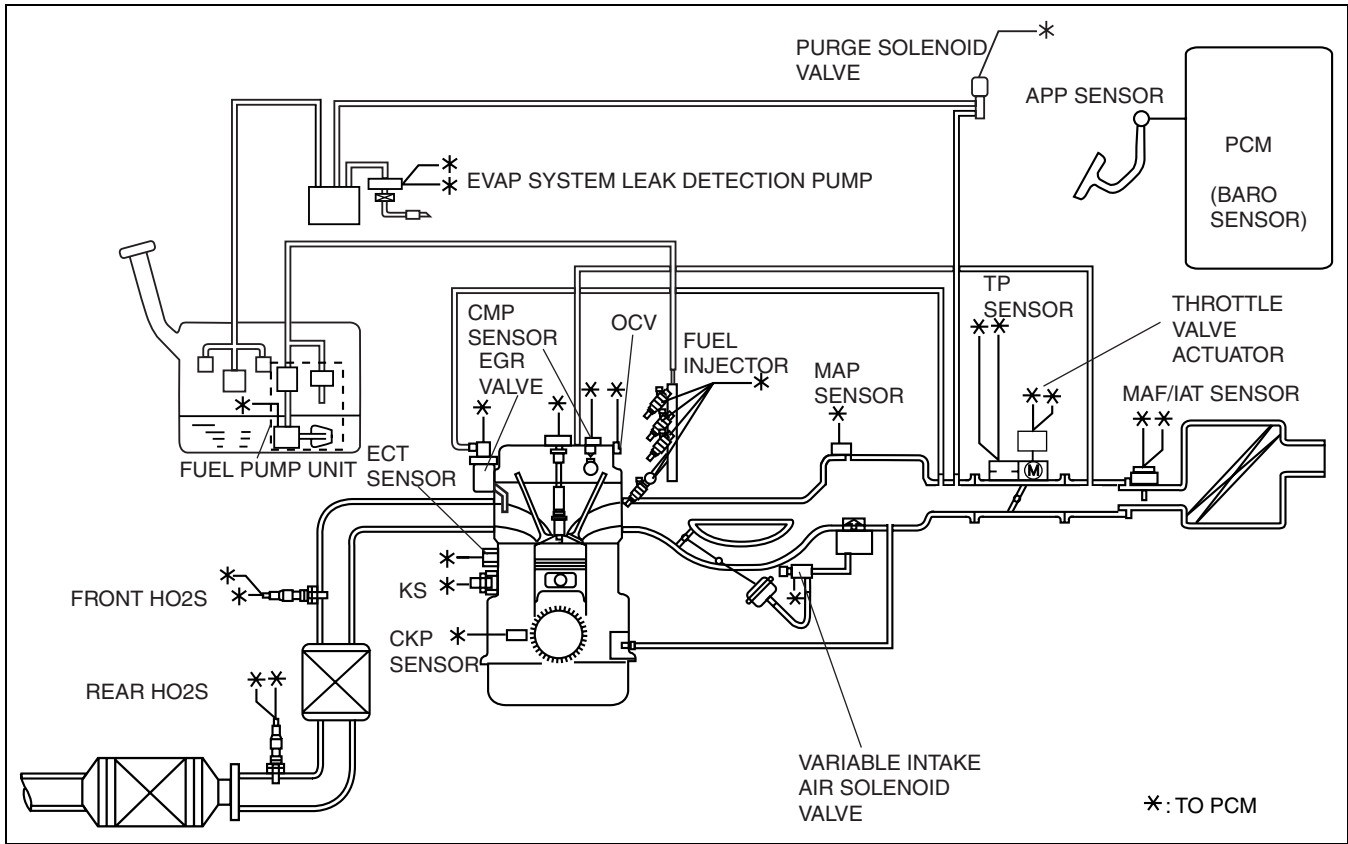 PURGE SOLENOID
VALVE
APP SENSOR
PCM
(BARO
SENSOR)
EVAP SYSTEM LEAK DETECTION PUMP
TP
SENSOR
THROTTLE
VALVE
ACTUATOR
CMP
SENSOR
OCV
FUEL
INJECTOR
EGR
VALVE
MAP
SENSOR
MAF/IAT SENSOR
M
FUEL PUMP UNIT
ECT
SENSOR
KS
FRONT HO2S
CKP
SENSOR
REAR HO2S
VARIABLE INTAKE
AIR SOLENOID
VALVE
* : TO PCM